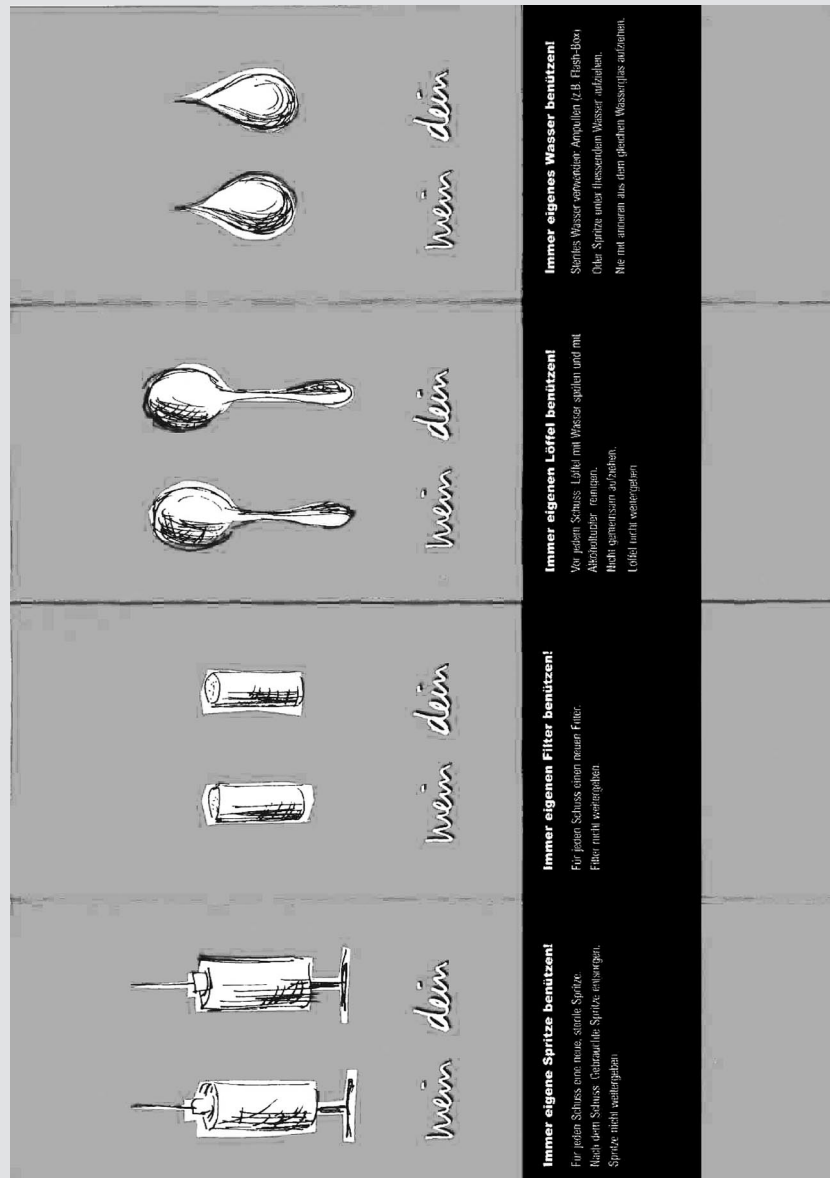 mein dein
Immer eigene Spritze benützen!
Für jeden Schuss eine neue, sterile Spritze.
Nach dem Schuss: Gebrauchte Spritze entsorgen.
Spritze nicht weitergeben.
mein dein
Immer eigenen Filter benützen!
Für jeden Schuss einen neuen Filter.
Filter nicht weitergeben.
mein dein
Immer eigenen Löffel benützen!
Vor jedem Schuss: Löffel mit Wasser spülen und mit
Alkoholtupfer reinigen.
Nicht gemeinsam aufziehen.
Löffel nicht weitergeben.
mein dein
Immer eigenes Wasser benützen!
Steriles Wasser verwenden: Ampullen (z.B. Flash-Box)
Oder Spritze unter fliessendem Wasser aufziehen.
Nie mit anderen aus dem gleichen Wasserglas aufziehen.